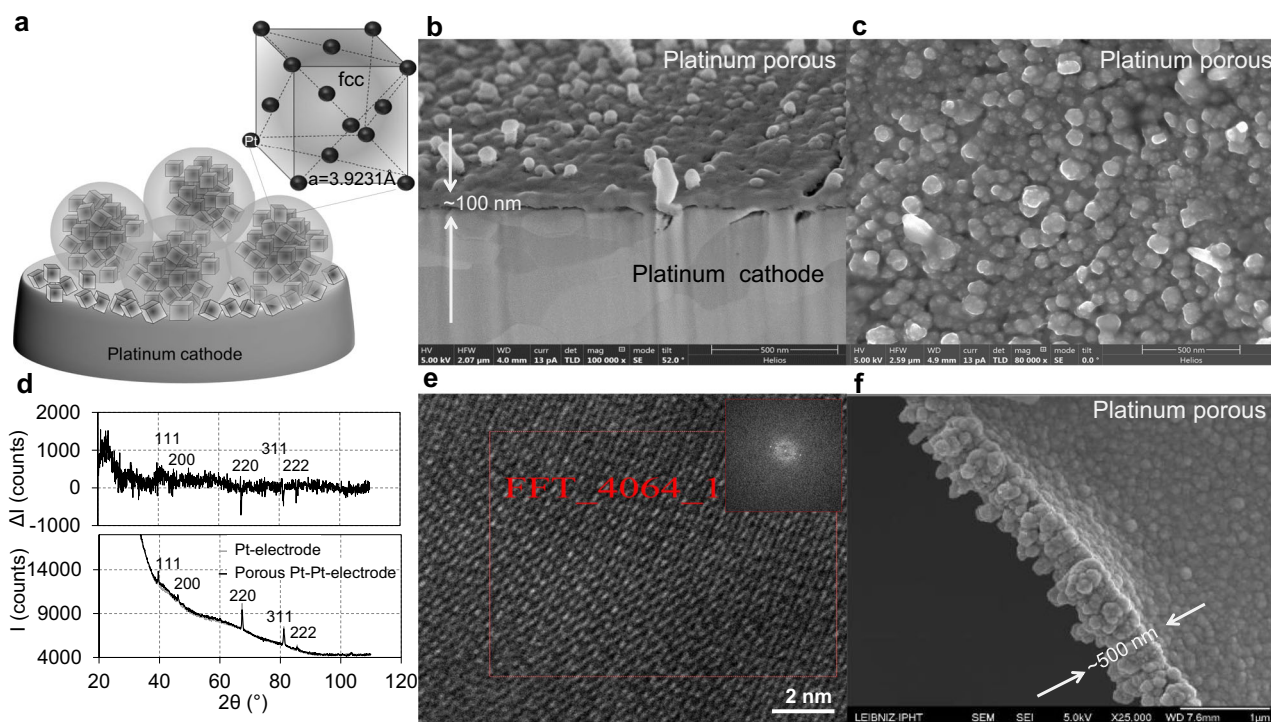 a
fcc
Pt
a=3.9231Å
Platinum cathode
b
Platinum porous
~100 nm
Platinum cathode
HV HFW WD curr det mag mode tilt 500 nm
5.00 kV 2.07 µm 4.0 mm 13 pA TLD 100 000 x SE 52.0 ° Helios
c
Platinum porous
HV HFW WD curr det mag mode tilt 500 nm
5.00 kV 2.59 µm 4.9 mm 13 pA TLD 80 000 x SE 0.0 ° Helios
d
2000
1000
0
-1000
ΔI (counts)
111
200
220
311
222
14000
9000
4000
I (counts)
Pt-electrode
Porous Pt-Pt-electrode
111
200
220
311
222
20 40 60 80 100 120
2θ (°)
e
FFT_4064_1
2 nm
f
Platinum porous
~500 nm
LEIBNIZ-IPHT SEM SEI 5.0kV X25,000 WD 7.6mm 1µm